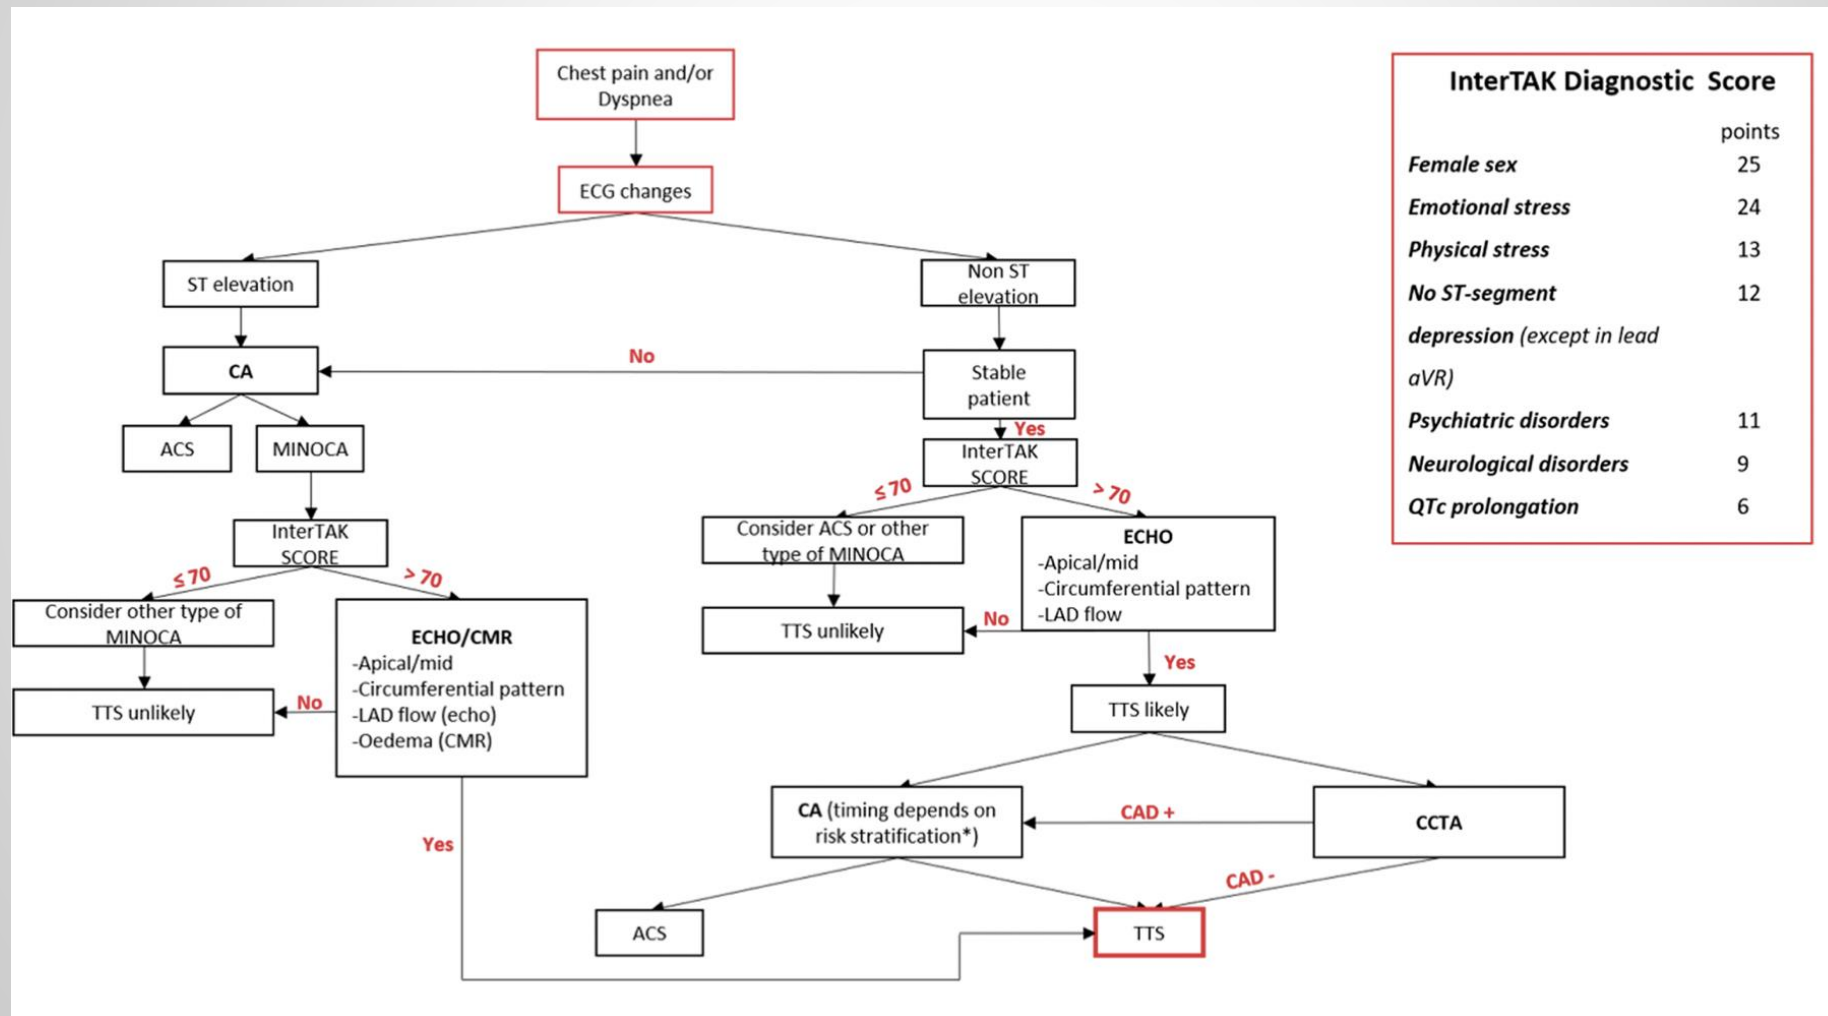 Chest pain and/or
Dyspnea
ECG changes
ST elevation
Non ST
elevation
CA
No
Stable
patient
Yes
ACS
MINOCA
InterTAK
SCORE
≤ 70
> 70
Consider ACS or other
type of MINOCA
ECHO
-Apical/mid
-Circumferential pattern
-LAD flow
No
TTS unlikely
Yes
TTS likely
InterTAK
SCORE
≤ 70
> 70
Consider other type of
MINOCA
TTS unlikely
No
ECHO/CMR
-Apical/mid
-Circumferential pattern
-LAD flow (echo)
-Oedema (CMR)
Yes
CA (timing depends on
risk stratification*)
CAD +
CCTA
CAD -
ACS
TTS
InterTAK Diagnostic Score
points
Female sex 25
Emotional stress 24
Physical stress 13
No ST-segment 12
depression (except in lead
aVR)
Psychiatric disorders 11
Neurological disorders 9
QTc prolongation 6